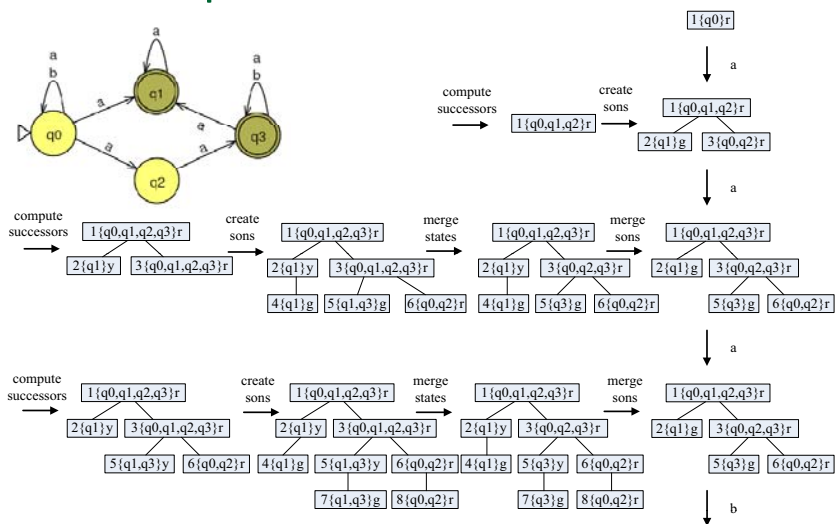 1{q0}r
a
a
b
a
q1
a
a
b
q0
a
a
q3
a
a
q2
compute
successors
1{q0,q1,q2}r
create
sons
1{q0,q1,q2}r
2{q1}g 3{q0,q2}r
a
compute
successors
1{q0,q1,q2,q3}r
2{q1}y 3{q0,q1,q2,q3}r
create
sons
1{q0,q1,q2,q3}r
2{q1}y 3{q0,q1,q2,q3}r
4{q1}g 5{q1,q3}g 6{q0,q2}r
merge
states
1{q0,q1,q2,q3}r
2{q1}y 3{q0,q2,q3}r
4{q1}g 5{q3}g 6{q0,q2}r
merge
sons
1{q0,q1,q2,q3}r
2{q1}g 3{q0,q2,q3}r
5{q3}g 6{q0,q2}r
a
compute
successors
1{q0,q1,q2,q3}r
2{q1}y 3{q0,q1,q2,q3}r
5{q1,q3}y 6{q0,q2}r
create
sons
1{q0,q1,q2,q3}r
2{q1}y 3{q0,q1,q2,q3}r
4{q1}g 5{q1,q3}y 6{q0,q2}r
7{q1,q3}g 8{q0,q2}r
merge
states
1{q0,q1,q2,q3}r
2{q1}y 3{q0,q2,q3}r
4{q1}g 5{q3}y 6{q0,q2}r
7{q3}g 8{q0,q2}r
merge
sons
1{q0,q1,q2,q3}r
2{q1}g 3{q0,q2,q3}r
5{q3}g 6{q0,q2}r
b